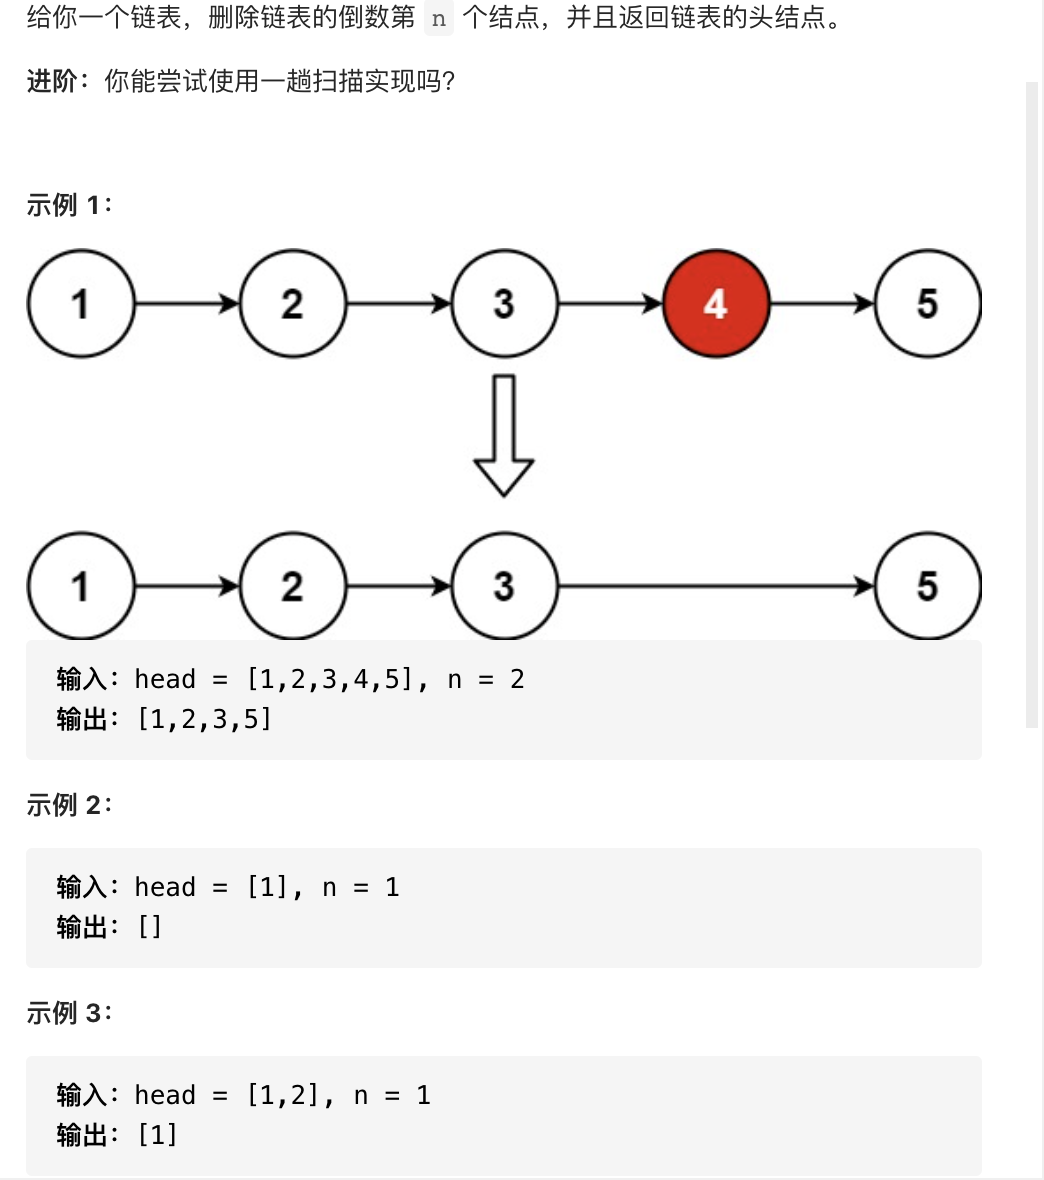 给你一个链表，删除链表的倒数第 n 个结点，并且返回链表的头结点。
进阶：你能尝试使用一趟扫描实现吗？
示例 1：
1 2 3 4 5
1 2 3 5
输入：head = [1,2,3,4,5], n = 2
输出：[1,2,3,5]
示例 2：
输入：head = [1], n = 1
输出：[]
示例 3：
输入：head = [1,2], n = 1
输出：[1]